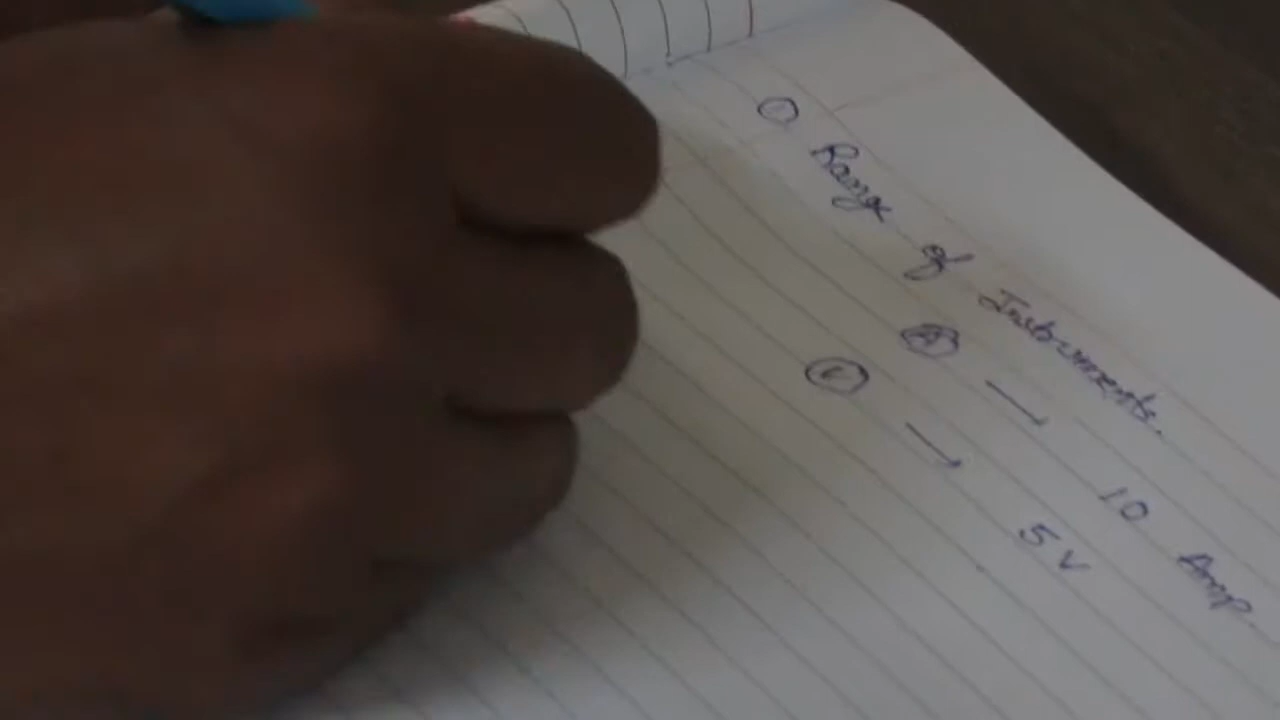 ① Range of Instruments.
Ⓐ → 10 Amp.
Ⓥ → 5 V